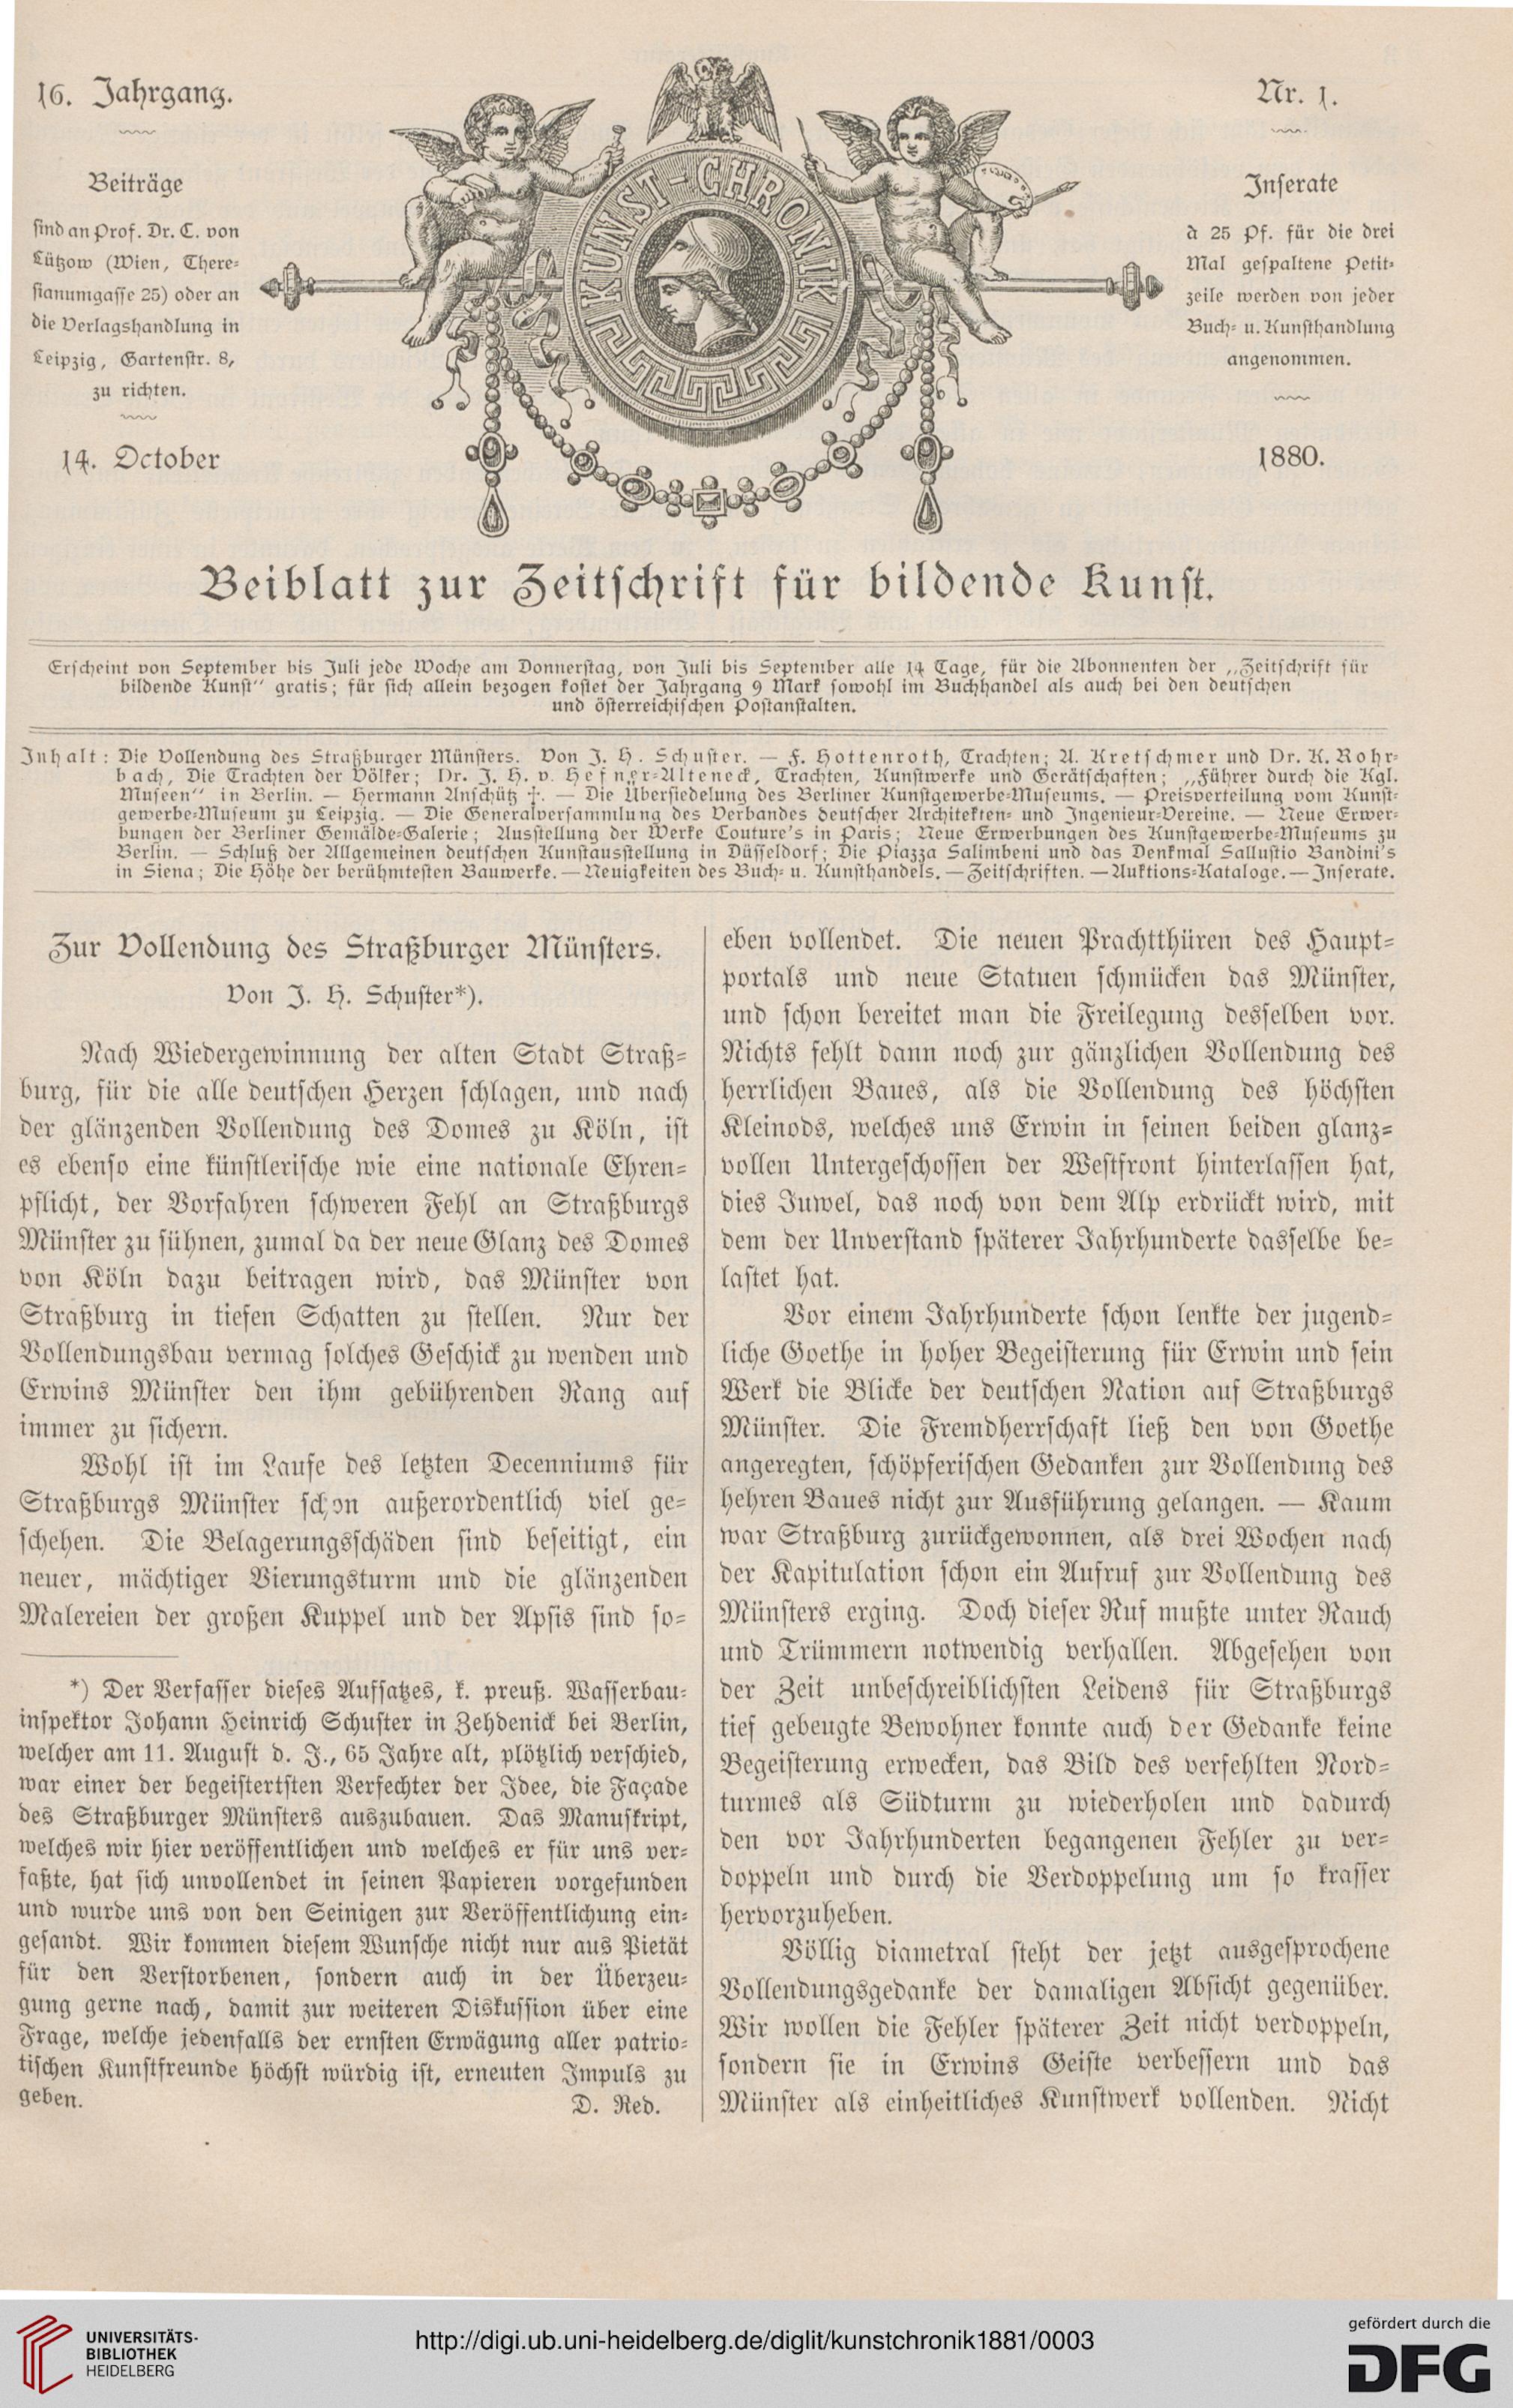 16. Jahrgang.
Beiträge
sind an Prof. Dr. C. von
Lützow (Wien, There-
sianumgasse 25) oder an
die Verlagshandlung in
Leipzig, Gartenstr. 8,
zu richten.
14. October
KUNST-CHRONIK
Nr. 1.
Inserate
à 25 Pf. für die drei
Mal gespaltene Petit-
zeile werden von jeder
Buch- u. Kunsthandlung
angenommen.
1880.
Beiblatt zur Zeitschrift für bildende Kunst.
Erscheint von September bis Juli jede Woche am Donnerstag, von Juli bis September alle 14 Tage, für die Abonnenten der „Zeitschrift für
bildende Kunst“ gratis; für sich allein bezogen kostet der Jahrgang 9 Mark sowohl im Buchhandel als auch bei den deutschen
und österreichischen Postanstalten.
Inhalt: Die Vollendung des Straßburger Münsters. Von J. H. Schuster. — F. Hottenroth, Trachten; A. Kretschmer und Dr. K. Rohr-
bach, Die Trachten der Völker; Dr. J. H. v. Hefner-Alteneck, Trachten, Kunstwerke und Gerätschaften; „Führer durch die Kgl.
Museen“ in Berlin. — Hermann Anschütz †. — Die Übersiedelung des Berliner Kunstgewerbe-Museums. — Preisverteilung vom Kunst-
gewerbe-Museum zu Leipzig. — Die Generalversammlung des Verbandes deutscher Architekten- und Ingenieur-Vereine. — Neue Erwer-
bungen der Berliner Gemälde-Galerie; Ausstellung der Werke Couture's in Paris; Neue Erwerbungen des Kunstgewerbe-Museums zu
Berlin. — Schluß der Allgemeinen deutschen Kunstausstellung in Düsseldorf; Die Piazza Salimbeni und das Denkmal Sallustio Bandini's
in Siena; Die Höhe der berühmtesten Bauwerke. — Neuigkeiten des Buch- u. Kunsthandels. — Zeitschriften. — Auktions-Kataloge. — Inserate.
Zur Vollendung des Straßburger Münsters.
Von J. H. Schuster*).
Nach Wiedergewinnung der alten Stadt Straß-
burg, für die alle deutschen Herzen schlagen, und nach
der glänzenden Vollendung des Domes zu Köln, ist
es ebenso eine künstlerische wie eine nationale Ehren-
pflicht, der Vorfahren schweren Fehl an Straßburgs
Münster zu sühnen, zumal da der neue Glanz des Domes
von Köln dazu beitragen wird, das Münster von
Straßburg in tiefen Schatten zu stellen. Nur der
Vollendungsbau vermag solches Geschick zu wenden und
Erwins Münster den ihm gebührenden Rang auf
immer zu sichern.
Wohl ist im Laufe des letzten Decenniums für
Straßburgs Münster schon außerordentlich viel ge-
schehen. Die Belagerungsschäden sind beseitigt, ein
neuer, mächtiger Vierungsturm und die glänzenden
Malereien der großen Kuppel und der Apsis sind so-
*) Der Verfasser dieses Aufsatzes, k. preuß. Wasserbau-
inspektor Johann Heinrich Schuster in Zehdenick bei Berlin,
welcher am 11. August d. J., 65 Jahre alt, plötzlich verschied,
war einer der begeistertsten Verfechter der Idee, die Façade
des Straßburger Münsters auszubauen. Das Manuskript,
welches wir hier veröffentlichen und welches er für uns ver-
faßte, hat sich unvollendet in seinen Papieren vorgefunden
und wurde uns von den Seinigen zur Veröffentlichung ein-
gesandt. Wir kommen diesem Wunsche nicht nur aus Pietät
für den Verstorbenen, sondern auch in der Überzeu-
gung gerne nach, damit zur weiteren Diskussion über eine
Frage, welche jedenfalls der ernsten Erwägung aller patrio-
tischen Kunstfreunde höchst würdig ist, erneuten Impuls zu
geben. D. Red.
eben vollendet. Die neuen Prachtthüren des Haupt-
portals und neue Statuen schmücken das Münster,
und schon bereitet man die Freilegung desselben vor.
Nichts fehlt dann noch zur gänzlichen Vollendung des
herrlichen Baues, als die Vollendung des höchsten
Kleinods, welches uns Erwin in seinen beiden glanz-
vollen Untergeschossen der Westfront hinterlassen hat,
dies Juwel, das noch von dem Alp erdrückt wird, mit
dem der Unverstand späterer Jahrhunderte dasselbe be-
lastet hat.
Vor einem Jahrhunderte schon lenkte der jugend-
liche Goethe in hoher Begeisterung für Erwin und sein
Werk die Blicke der deutschen Nation auf Straßburgs
Münster. Die Fremdherrschaft ließ den von Goethe
angeregten, schöpferischen Gedanken zur Vollendung des
hehren Baues nicht zur Ausführung gelangen. — Kaum
war Straßburg zurückgewonnen, als drei Wochen nach
der Kapitulation schon ein Aufruf zur Vollendung des
Münsters erging. Doch dieser Ruf mußte unter Rauch
und Trümmern notwendig verhallen. Abgesehen von
der Zeit unbeschreiblichsten Leidens für Straßburgs
tief gebeugte Bewohner konnte auch der Gedanke keine
Begeisterung erwecken, das Bild des verfehlten Nord-
turmes als Südturm zu wiederholen und dadurch
den vor Jahrhunderten begangenen Fehler zu ver-
doppeln und durch die Verdoppelung um so krasser
hervorzuheben.
Völlig diametral steht der jetzt ausgesprochene
Vollendungsgedanke der damaligen Absicht gegenüber.
Wir wollen die Fehler späterer Zeit nicht verdoppeln,
sondern sie in Erwins Geiste verbessern und das
Münster als einheitliches Kunstwerk vollenden. Nicht
UNIVERSITÄTS-
BIBLIOTHEK
HEIDELBERG
http://digi.ub.uni-heidelberg.de/diglit/kunstchronik1881/0003
gefördert durch die
DFG